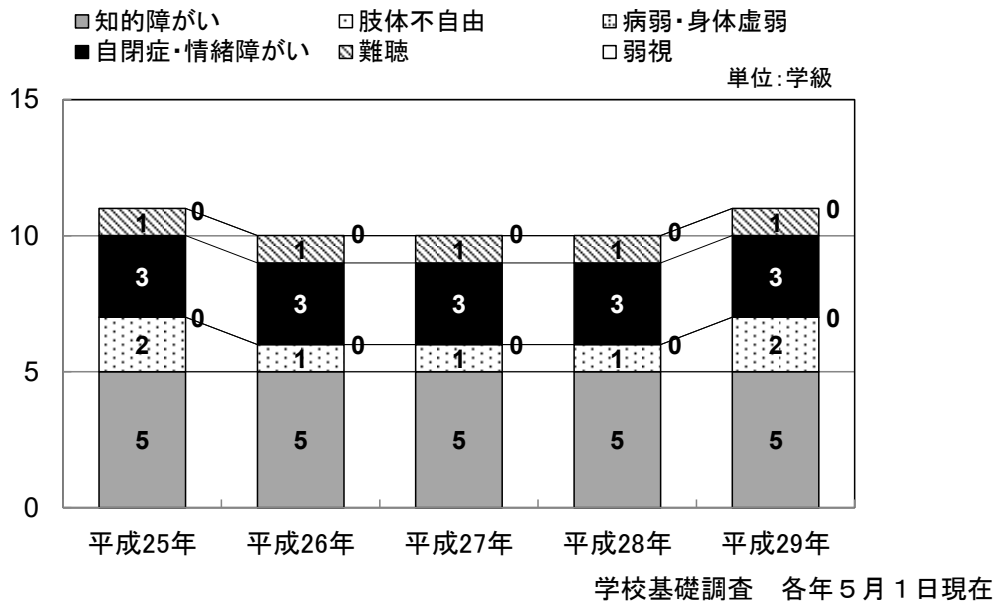 知的障がい 肢体不自由 病弱・身体虚弱
自閉症・情緒障がい 難聴 弱視
単位:学級
15
10
5
0
1 0 1 0 1 0 1 0 1 0
3 3 3 3 3
2 0 1 0 1 0 1 0 2 0
5 5 5 5 5
平成25年 平成26年 平成27年 平成28年 平成29年
学校基礎調査 各年5月1日現在